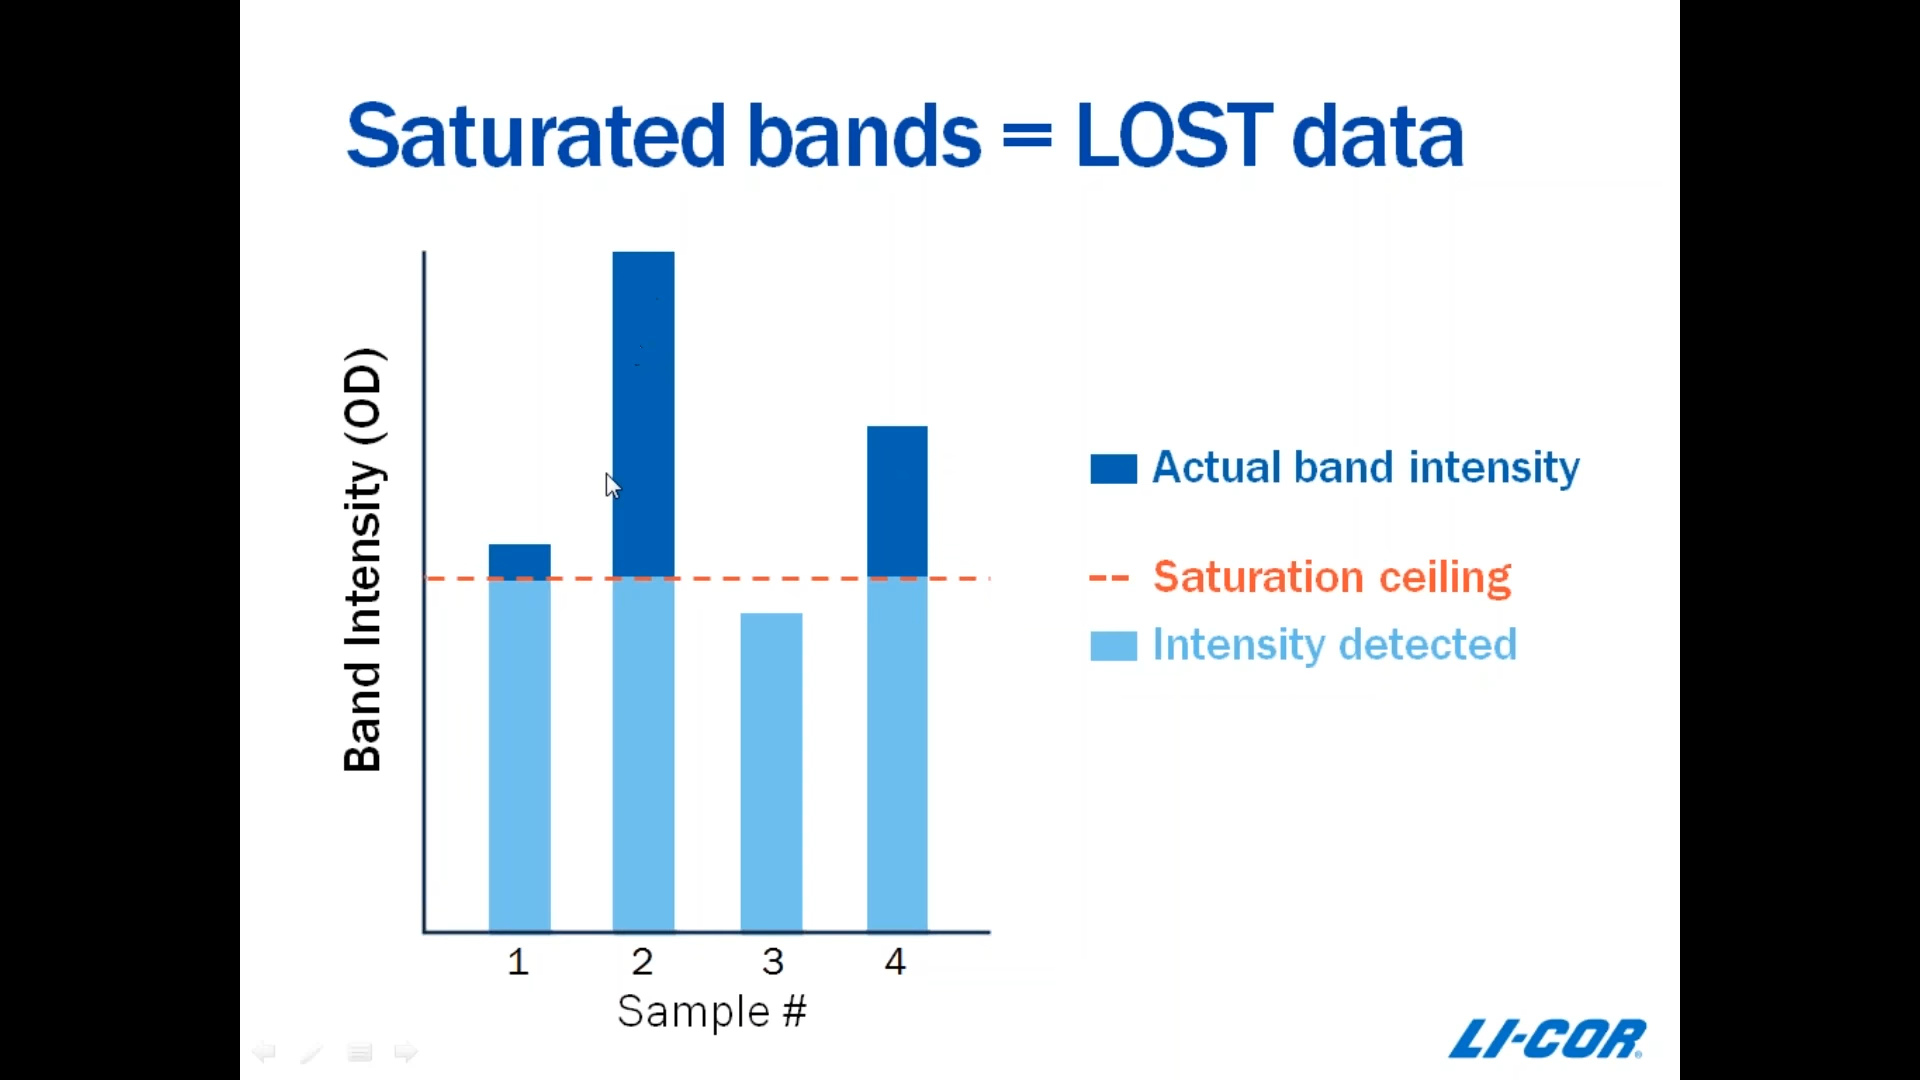 Saturated bands = LOST data
Band Intensity (OD)
Actual band intensity
Saturation ceiling
Intensity detected
1 2 3 4
Sample #
LI-COR®